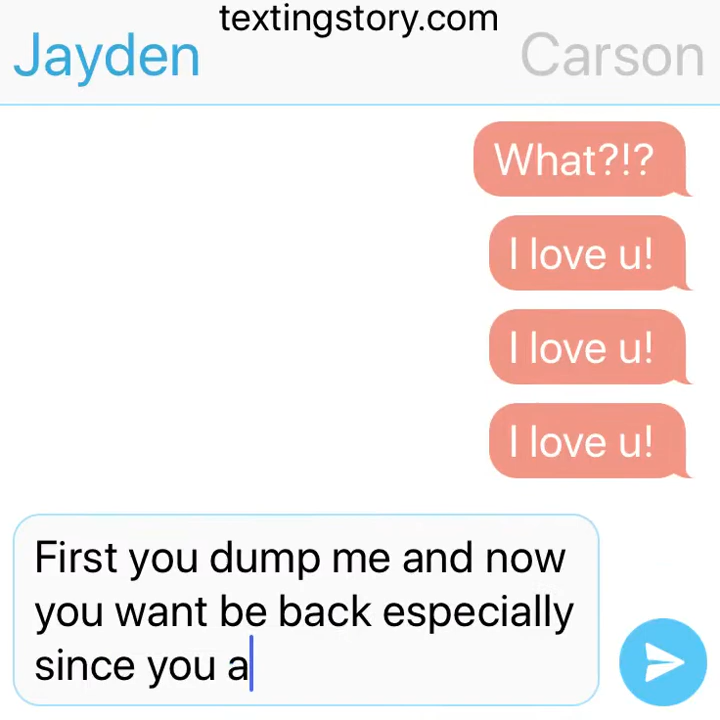 textingstory.com
Jayden
Carson
What?!?
I love u!
I love u!
I love u!
First you dump me and now
you want be back especially
since you a